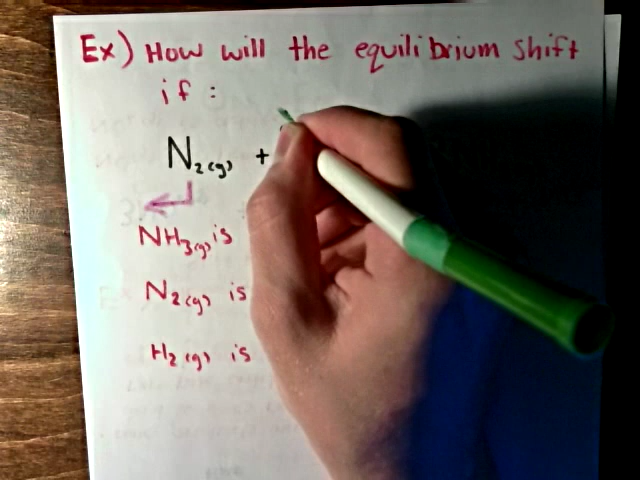 Ex) How will the equilibrium shift
if :
N₂(g) +
NH₃(g) is
N₂(g) is
H₂(g) is